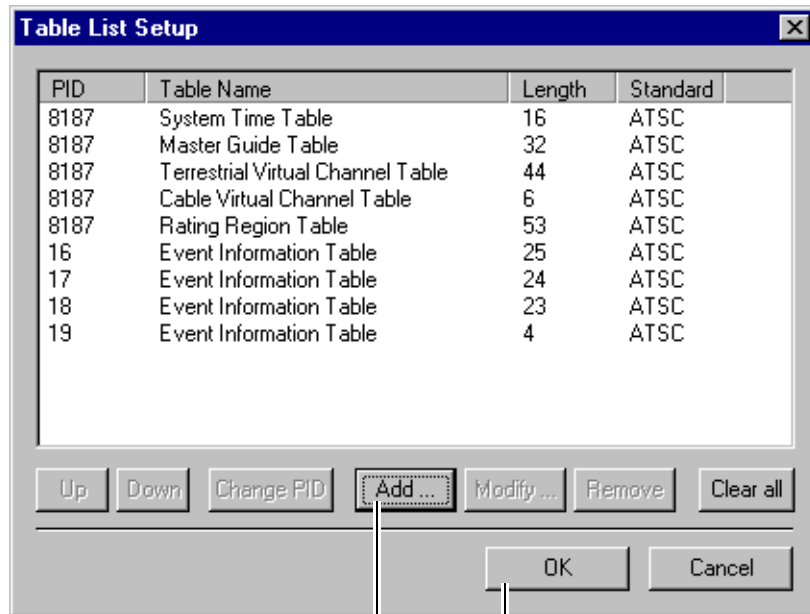 Table List Setup
PID Table Name Length Standard
8187 System Time Table 16 ATSC
8187 Master Guide Table 32 ATSC
8187 Terrestrial Virtual Channel Table 44 ATSC
8187 Cable Virtual Channel Table 6 ATSC
8187 Rating Region Table 53 ATSC
16 Event Information Table 25 ATSC
17 Event Information Table 24 ATSC
18 Event Information Table 23 ATSC
19 Event Information Table 4 ATSC
Up Down Change PID Add ... Modify ... Remove Clear all
OK Cancel